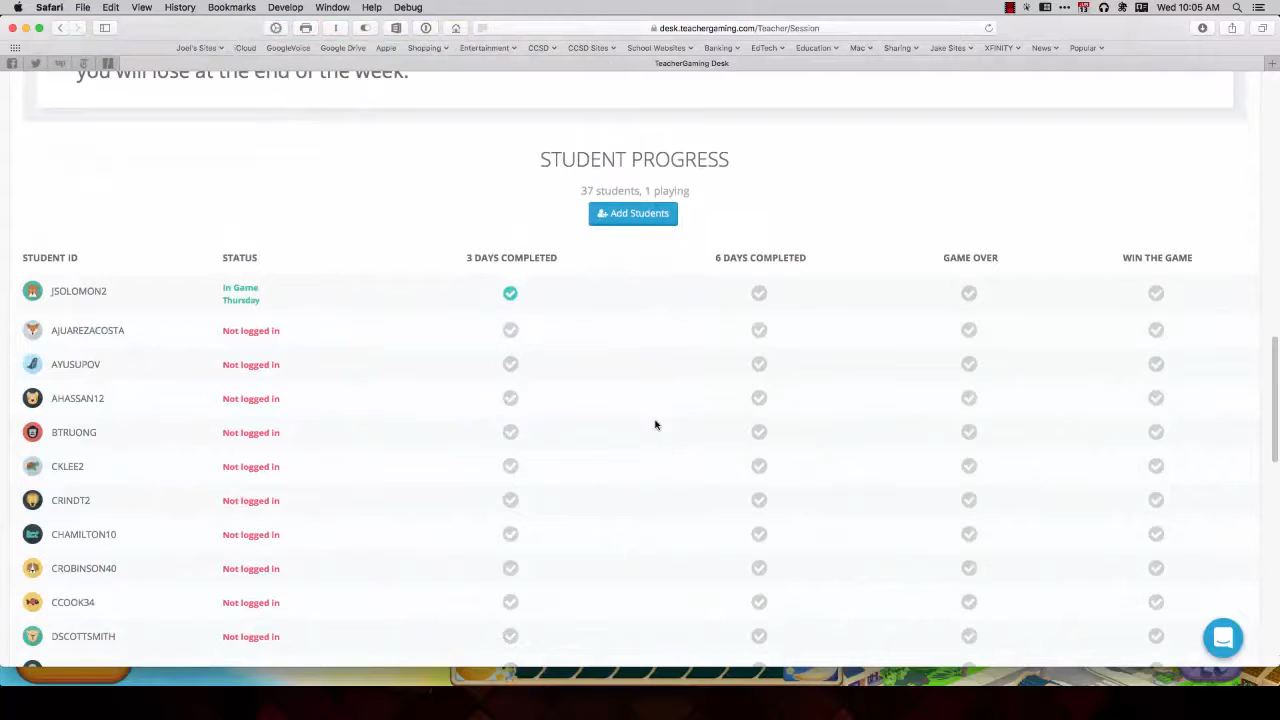 Safari File Edit View History Bookmarks Develop Window Help Debug Wed 10:05 AM
desk.teachergaming.com/Teacher/Session
Joel's Sites iCloud GoogleVoice Google Drive Apple Shopping Entertainment CCSD CCSD Sites School Websites Banking EdTech Education Mac Sharing Jake Sites XFINITY News Popular
TeacherGaming Desk
you will lose at the end of the week.
STUDENT PROGRESS
37 students, 1 playing
Add Students
STUDENT ID STATUS 3 DAYS COMPLETED 6 DAYS COMPLETED GAME OVER WIN THE GAME
JSOLOMON2 In Game
Thursday
AJUAREZACOSTA Not logged in
AYUSUPOV Not logged in
AHASSAN12 Not logged in
BTRUONG Not logged in
CKLEE2 Not logged in
CRINDT2 Not logged in
CHAMILTON10 Not logged in
CROBINSON40 Not logged in
CCOOK34 Not logged in
DSCOTTSMITH Not logged in